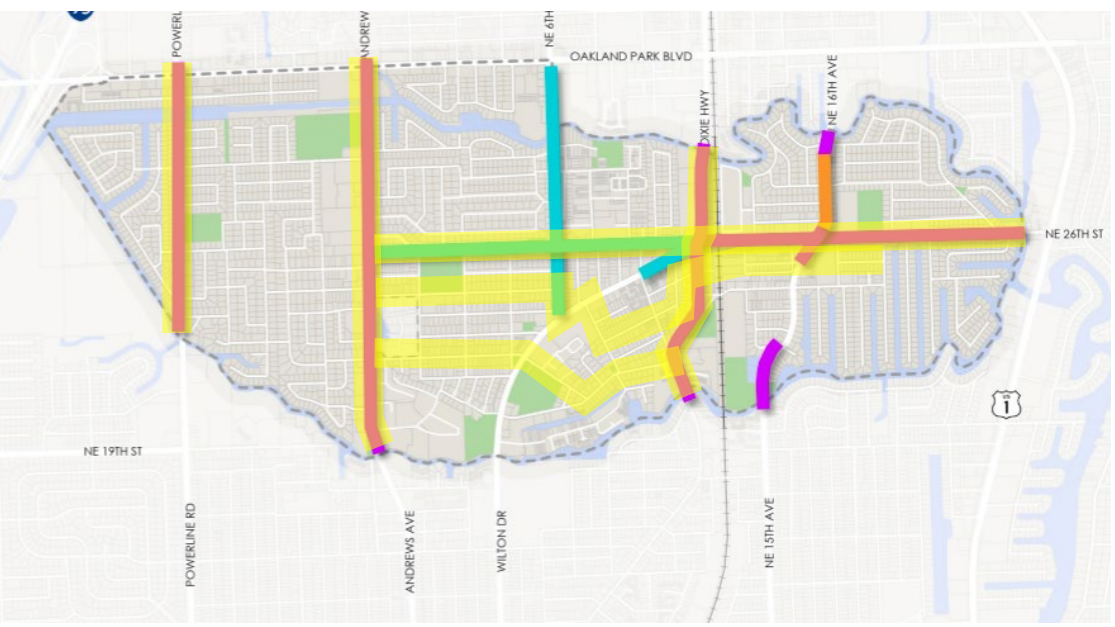 POWERL
ANDREW
NE 6TH
OAKLAND PARK BLVD
DIXIE HWY
NE 16TH AVE
NE 26TH ST
US
1
NE 19TH ST
POWERLINE RD
ANDREWS AVE
WILTON DR
NE 15TH AVE